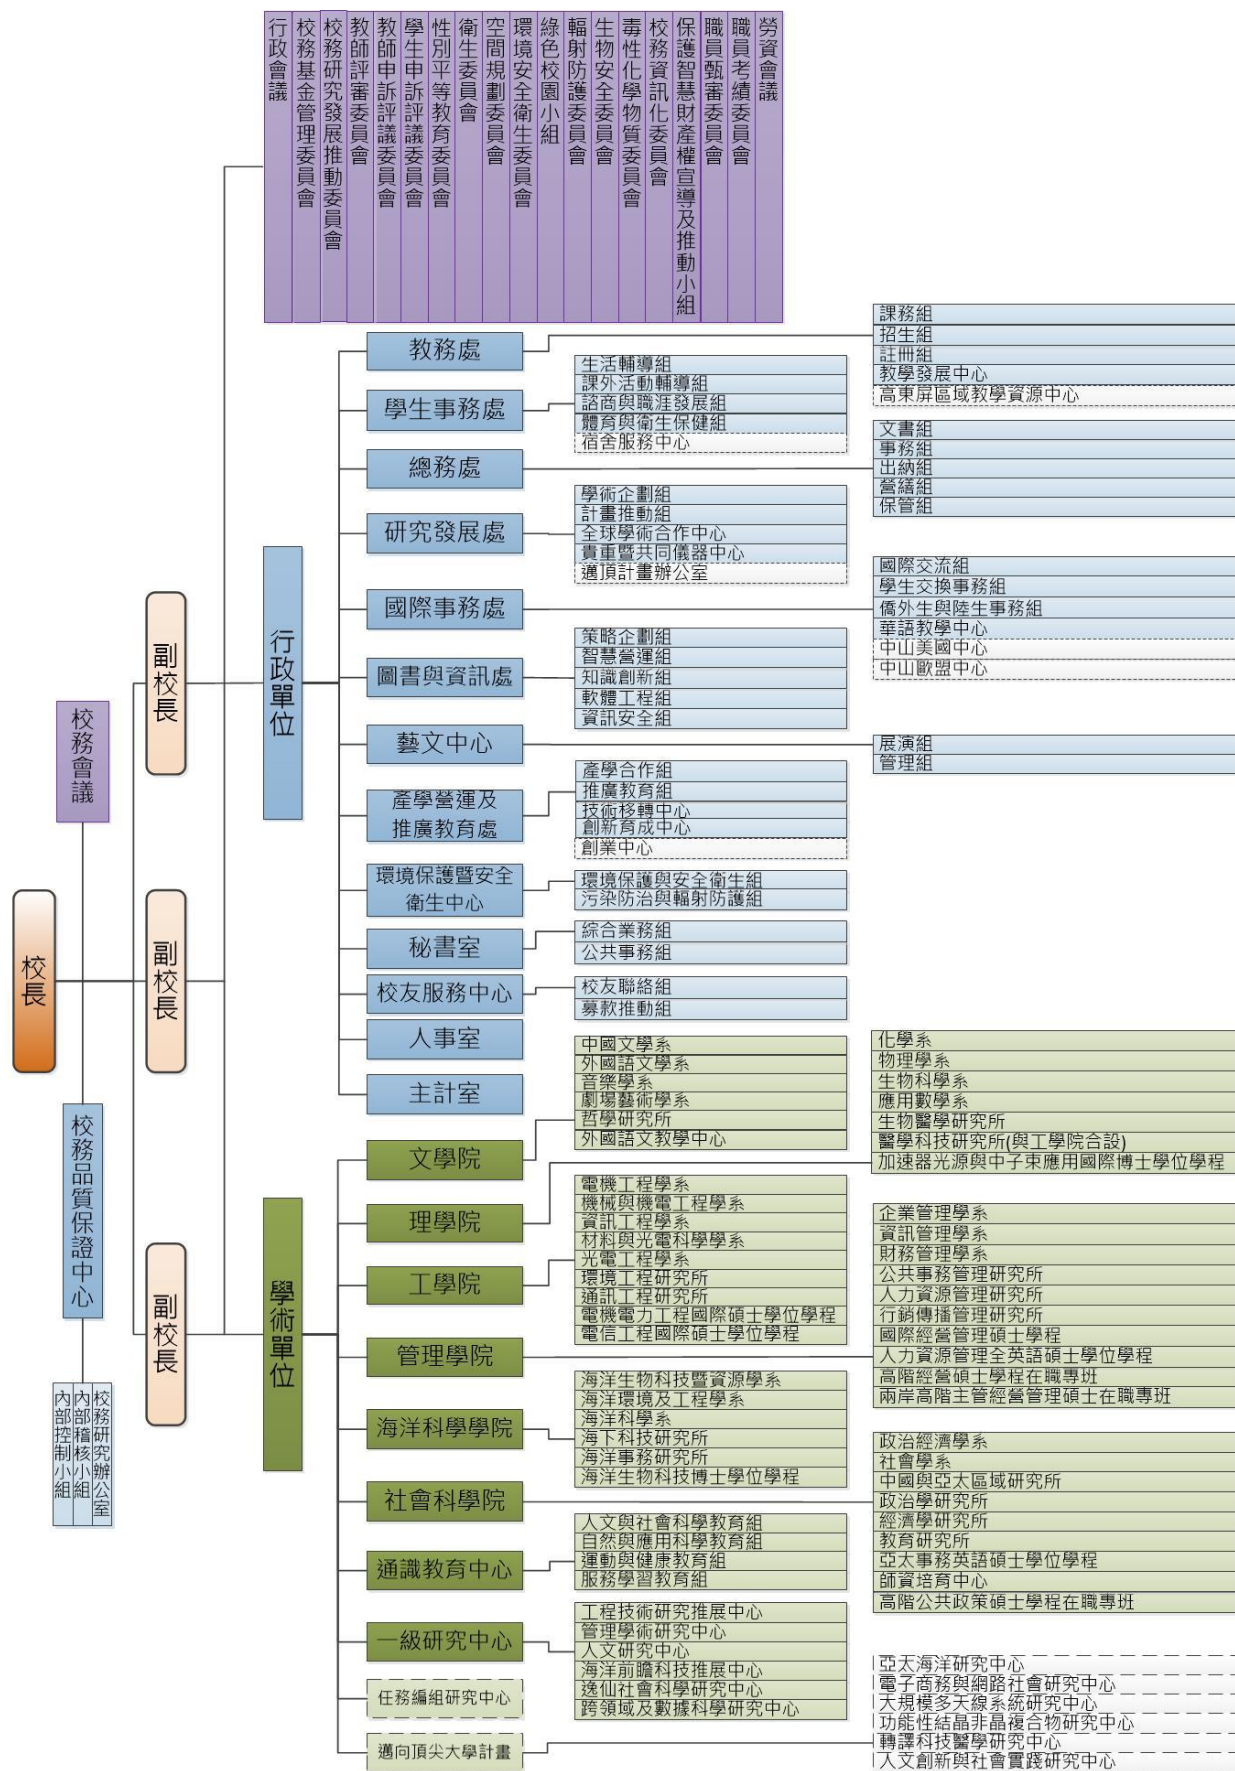 行政會議
校務基金管理委員會
校務研究發展推動委員會
教師評審委員會
教師申訴評議委員會
學生申訴評議委員會
性別平等教育委員會
衛生委員會
空間規劃委員會
環境安全衛生委員會
綠色校園小組
輻射防護委員會
生物安全委員會
毒性化學物質委員會
校務資訊化委員會
保護智慧財產權宣導及推動小組
職員甄審委員會
職員考績委員會
勞資會議
校長
校務會議
校務品質保證中心
內部控制小組
內部稽核小組
校務研究辦公室
副校長
副校長
副校長
行政單位
教務處
課務組
招生組
註冊組
教學發展中心
高東屏區域教學資源中心
學生事務處
生活輔導組
課外活動輔導組
諮商與職涯發展組
體育與衛生保健組
宿舍服務中心
總務處
文書組
事務組
出納組
營繕組
保管組
研究發展處
學術企劃組
計畫推動組
全球學術合作中心
貴重暨共同儀器中心
邁頂計畫辦公室
國際事務處
國際交流組
學生交換事務組
僑外生與陸生事務組
華語教學中心
中山美國中心
中山歐盟中心
圖書與資訊處
策略企劃組
智慧營運組
知識創新組
軟體工程組
資訊安全組
藝文中心
展演組
管理組
產學營運及
推廣教育處
產學合作組
推廣教育組
技術移轉中心
創新育成中心
創業中心
環境保護暨安全
衛生中心
環境保護與安全衛生組
污染防治與輻射防護組
秘書室
綜合業務組
公共事務組
校友服務中心
校友聯絡組
募款推動組
人事室
主計室
學術單位
文學院
中國文學系
外國語文學系
音樂學系
劇場藝術學系
哲學研究所
外國語文教學中心
理學院
化學系
物理學系
生物科學系
應用數學系
生物醫學研究所
醫學科技研究所(與工學院合設)
加速器光源與中子束應用國際博士學位學程
工學院
電機工程學系
機械與機電工程學系
資訊工程學系
材料與光電科學學系
光電工程學系
環境工程研究所
通訊工程研究所
電機電力工程國際碩士學位學程
電信工程國際碩士學位學程
管理學院
企業管理學系
資訊管理學系
財務管理學系
公共事務管理研究所
人力資源管理研究所
行銷傳播管理研究所
國際經營管理碩士學程
人力資源管理全英語碩士學位學程
高階經營碩士學程在職專班
兩岸高階主管經營管理碩士在職專班
海洋科學學院
海洋生物科技暨資源學系
海洋環境及工程學系
海洋科學系
海下科技研究所
海洋事務研究所
海洋生物科技博士學位學程
社會科學院
政治經濟學系
社會學系
中國與亞太區域研究所
政治學研究所
經濟學研究所
教育研究所
亞太事務英語碩士學位學程
師資培育中心
高階公共政策碩士學程在職專班
通識教育中心
人文與社會科學教育組
自然與應用科學教育組
運動與健康教育組
服務學習教育組
一級研究中心
工程技術研究推展中心
管理學術研究中心
人文研究中心
海洋前瞻科技推展中心
逸仙社會科學研究中心
跨領域及數據科學研究中心
任務編組研究中心
邁向頂尖大學計畫
亞太海洋研究中心
電子商務與網路社會研究中心
大規模多天線系統研究中心
功能性結晶非晶複合物研究中心
轉譯科技醫學研究中心
人文創新與社會實踐研究中心